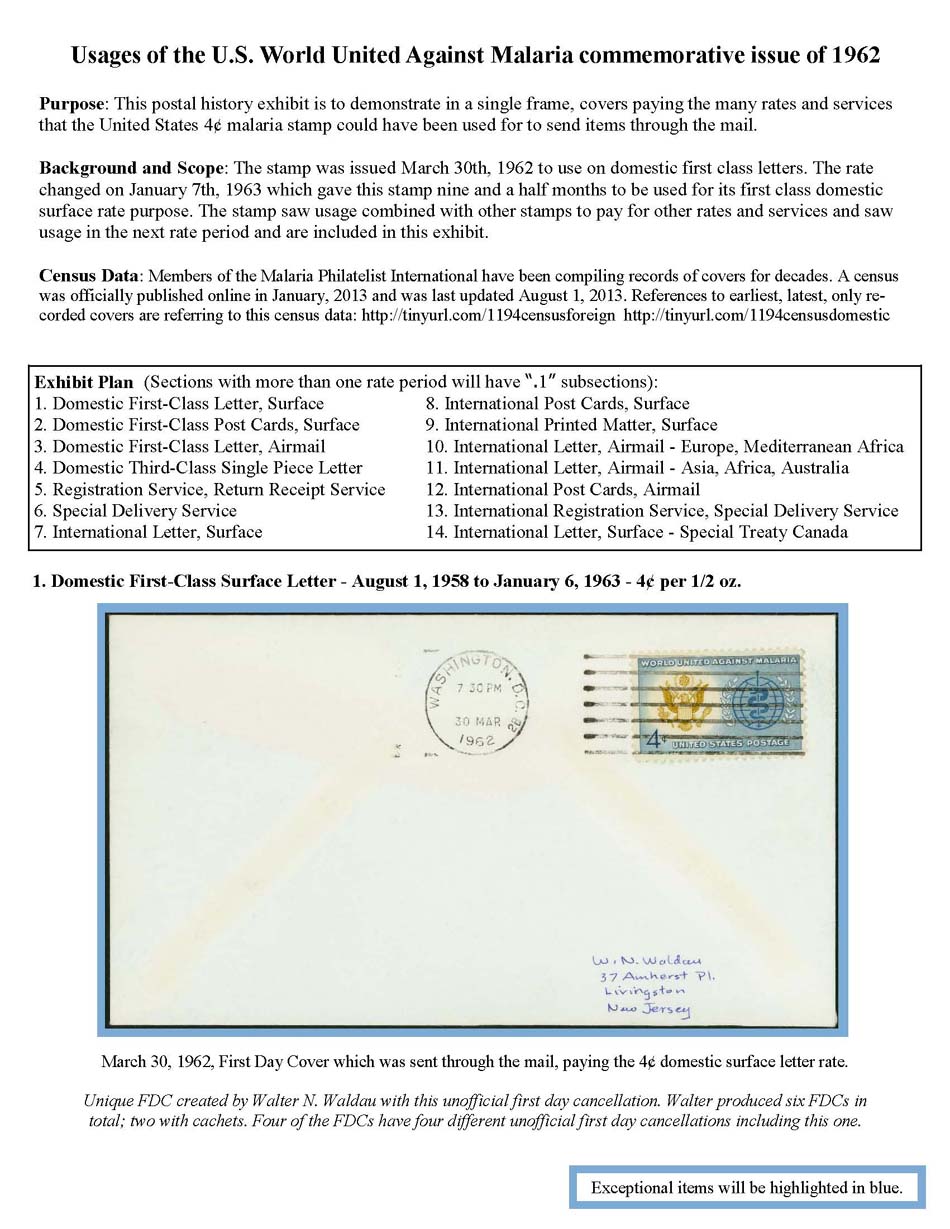 Usages of the U.S. World United Against Malaria commemorative issue of 1962
Purpose: This postal history exhibit is to demonstrate in a single frame, covers paying the many rates and services
that the United States 4¢ malaria stamp could have been used for to send items through the mail.
Background and Scope: The stamp was issued March 30th, 1962 to use on domestic first class letters. The rate
changed on January 7th, 1963 which gave this stamp nine and a half months to be used for its first class domestic
surface rate purpose. The stamp saw usage combined with other stamps to pay for other rates and services and saw
usage in the next rate period and are included in this exhibit.
Census Data: Members of the Malaria Philatelist International have been compiling records of covers for decades. A census
was officially published online in January, 2013 and was last updated August 1, 2013. References to earliest, latest, only re-
corded covers are referring to this census data: http://tinyurl.com/1194censusforeign http://tinyurl.com/1194censusdomestic
Exhibit Plan (Sections with more than one rate period will have “.1” subsections):
1. Domestic First-Class Letter, Surface
2. Domestic First-Class Post Cards, Surface
3. Domestic First-Class Letter, Airmail
4. Domestic Third-Class Single Piece Letter
5. Registration Service, Return Receipt Service
6. Special Delivery Service
7. International Letter, Surface
8. International Post Cards, Surface
9. International Printed Matter, Surface
10. International Letter, Airmail - Europe, Mediterranean Africa
11. International Letter, Airmail - Asia, Africa, Australia
12. International Post Cards, Airmail
13. International Registration Service, Special Delivery Service
14. International Letter, Surface - Special Treaty Canada
1. Domestic First-Class Surface Letter - August 1, 1958 to January 6, 1963 - 4¢ per 1/2 oz.
WASHINGTON, D.C. 28
7 30 PM
30 MAR
1962
WORLD UNITED AGAINST MALARIA
4¢ UNITED STATES POSTAGE
W. N. Waldau
37 Amherst Pl.
Livingston
New Jersey
March 30, 1962, First Day Cover which was sent through the mail, paying the 4¢ domestic surface letter rate.
Unique FDC created by Walter N. Waldau with this unofficial first day cancellation. Walter produced six FDCs in
total; two with cachets. Four of the FDCs have four different unofficial first day cancellations including this one.
Exceptional items will be highlighted in blue.